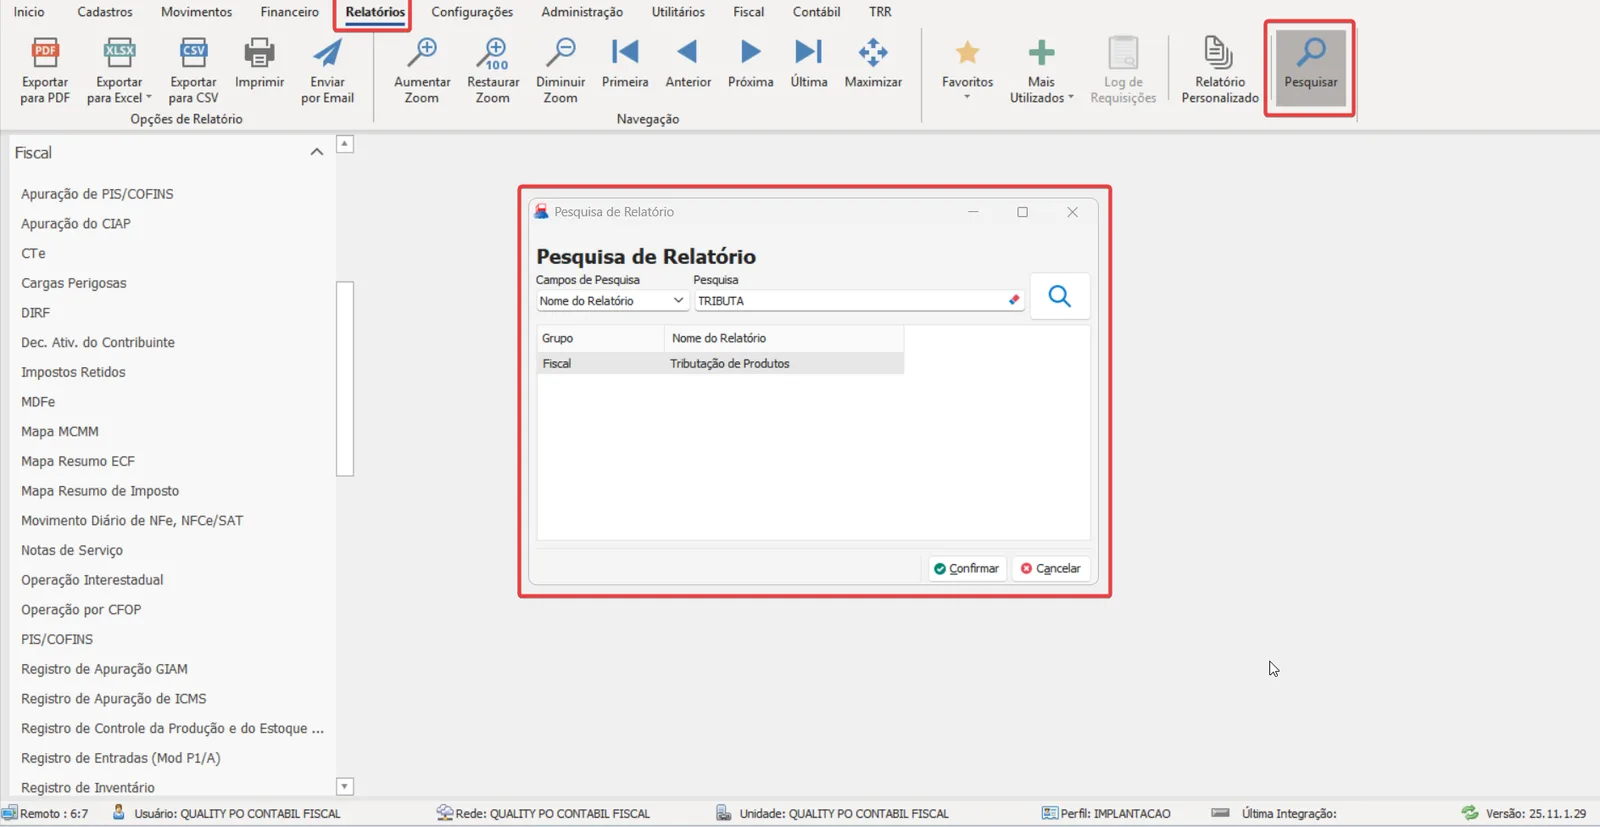 Inicio Cadastros Movimentos Financeiro Relatórios Configurações Administração Utilitários Fiscal Contábil TRR
PDF XLSX CSV 100
Exportar para PDF
Exportar para Excel
Exportar para CSV
Imprimir
Enviar por Email
Aumentar Zoom
Restaurar Zoom
Diminuir Zoom
Primeira
Anterior
Próxima
Última
Maximizar
Favoritos
Mais Utilizados
Log de Requisições
Relatório Personalizado
Pesquisar
Opções de Relatório
Navegação
Fiscal
Apuração de PIS/COFINS
Apuração do CIAP
CTe
Cargas Perigosas
DIRF
Dec. Ativ. do Contribuinte
Impostos Retidos
MDFe
Mapa MCMM
Mapa Resumo ECF
Mapa Resumo de Imposto
Movimento Diário de NFe, NFCe/SAT
Notas de Serviço
Operação Interestadual
Operação por CFOP
PIS/COFINS
Registro de Apuração GIAM
Registro de Apuração de ICMS
Registro de Controle da Produção e do Estoque ...
Registro de Entradas (Mod P1/A)
Registro de Inventário
Pesquisa de Relatório
Pesquisa de Relatório
Campos de Pesquisa Pesquisa
Nome do Relatório TRIBUTA
Grupo Nome do Relatório
Fiscal Tributação de Produtos
Confirmar Cancelar
Remoto : 6:7 Usuário: QUALITY PO CONTABIL FISCAL Rede: QUALITY PO CONTABIL FISCAL Unidade: QUALITY PO CONTABIL FISCAL Perfil: IMPLANTACAO Última Integração: Versão: 25.11.1.29